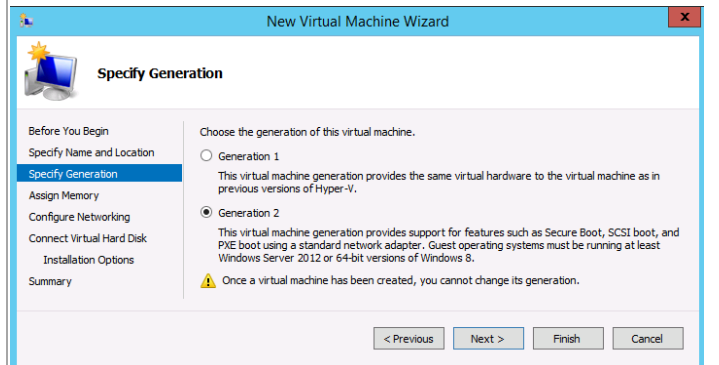 New Virtual Machine Wizard
x
Specify Generation
Before You Begin
Specify Name and Location
Specify Generation
Assign Memory
Configure Networking
Connect Virtual Hard Disk
Installation Options
Summary
Choose the generation of this virtual machine.
Generation 1
This virtual machine generation provides the same virtual hardware to the virtual machine as in
previous versions of Hyper-V.
Generation 2
This virtual machine generation provides support for features such as Secure Boot, SCSI boot, and
PXE boot using a standard network adapter. Guest operating systems must be running at least
Windows Server 2012 or 64-bit versions of Windows 8.
Once a virtual machine has been created, you cannot change its generation.
< Previous
Next >
Finish
Cancel